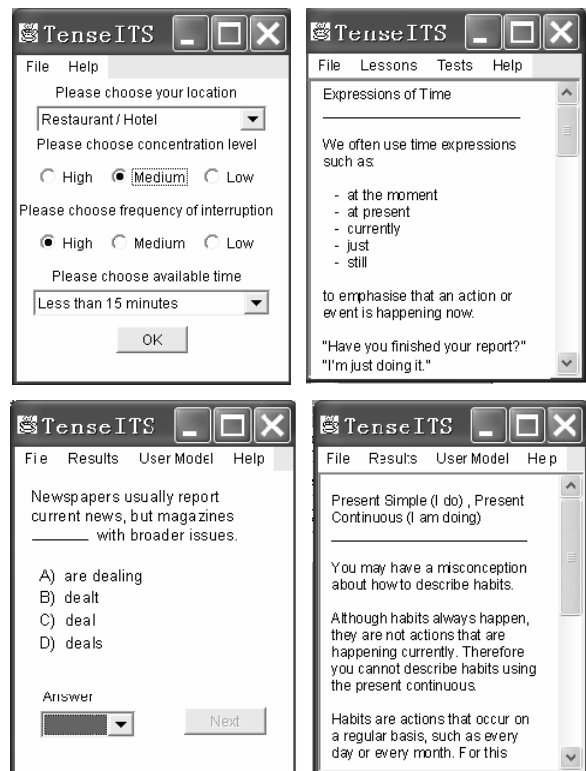 TenseITS
File Help
Please choose your location
Restaurant / Hotel
Please choose concentration level
High Medium Low
Please choose frequency of interruption
High Medium Low
Please choose available time
Less than 15 minutes
OK
TenseITS
File Lessons Tests Help
Expressions of Time
We often use time expressions
such as:
- at the moment
- at present
- currently
- just
- still
to emphasise that an action or
event is happening now.
"Have you finished your report?"
"I'm just doing it."
TenseITS
File Results User Model Help
Newspapers usually report
current news, but magazines
_______ with broader issues.
A) are dealing
B) dealt
C) deal
D) deals
Answer
Next
TenseITS
File Results User Model Help
Present Simple (I do) , Present
Continuous (I am doing)
You may have a misconception
about how to describe habits.
Although habits always happen,
they are not actions that are
happening currently. Therefore
you cannot describe habits using
the present continuous.
Habits are actions that occur on
a regular basis, such as every
day or every month. For this